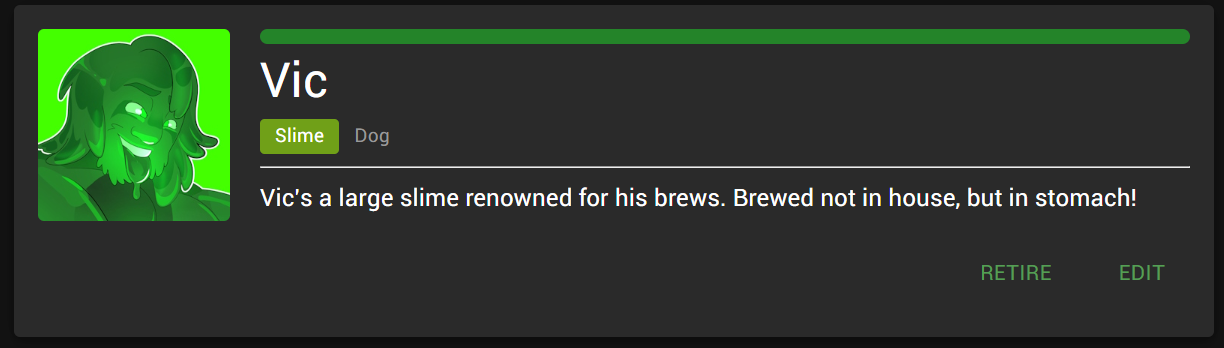 Vic
Slime Dog
Vic's a large slime renowned for his brews. Brewed not in house, but in stomach!
RETIRE EDIT